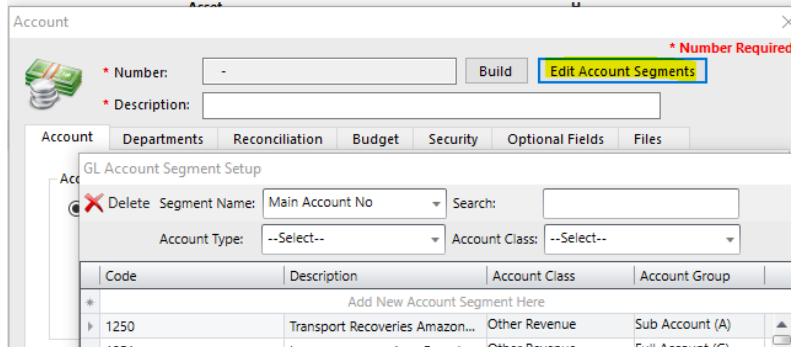 Account
* Number Required
* Number: - Build Edit Account Segments
* Description:
Account Departments Reconciliation Budget Security Optional Fields Files
GL Account Segment Setup
Acc
Delete Segment Name: Main Account No Search:
Account Type: --Select-- Account Class: --Select--
Code Description Account Class Account Group
Add New Account Segment Here
1250 Transport Recoveries Amazon... Other Revenue Sub Account (A)